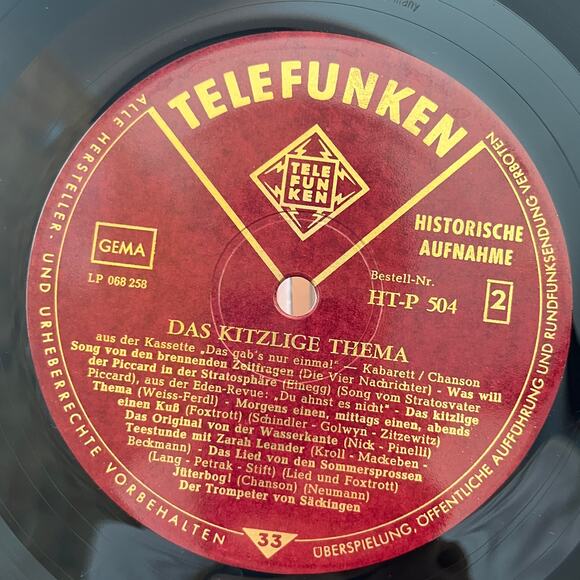 TELEFUNKEN
TELE
FUN
KEN
HISTORISCHE
AUFNAHME
GEMA
LP 068 258
Bestell-Nr.
HT-P 504
2
DAS KITZLIGE THEMA
aus der Kassette „Das gab's nur einmal" — Kabarett / Chanson
Song von den brennenden Zeitfragen (Die Vier Nachrichter) - Was will
der Piccard in der Stratosphäre (Einegg) (Song vom Stratosvater
Piccard), aus der Eden-Revue: „Du ahnst es nicht" - Das kitzlige
Thema (Weiss-Ferdl) - Morgens einen, mittags einen, abends
einen Kuß (Foxtrott) (Schindler - Golwyn - Zitzewitz)
Das Original von der Wasserkante (Nick - Pinelli)
Teestunde mit Zarah Leander (Kroll - Mackeben -
Beckmann) - Das Lied von den Sommersprossen
(Lang - Petrak - Stift) (Lied und Foxtrott)
Jüterbog! (Chanson) (Neumann)
Der Trompeter von Säckingen
33
ALLE HERSTELLER- UND URHEBERRECHTE VORBEHALTEN
ÜBERSPIELUNG, ÖFFENTLICHE AUFFÜHRUNG UND RUNDFUNKSENDUNG VERBOTEN